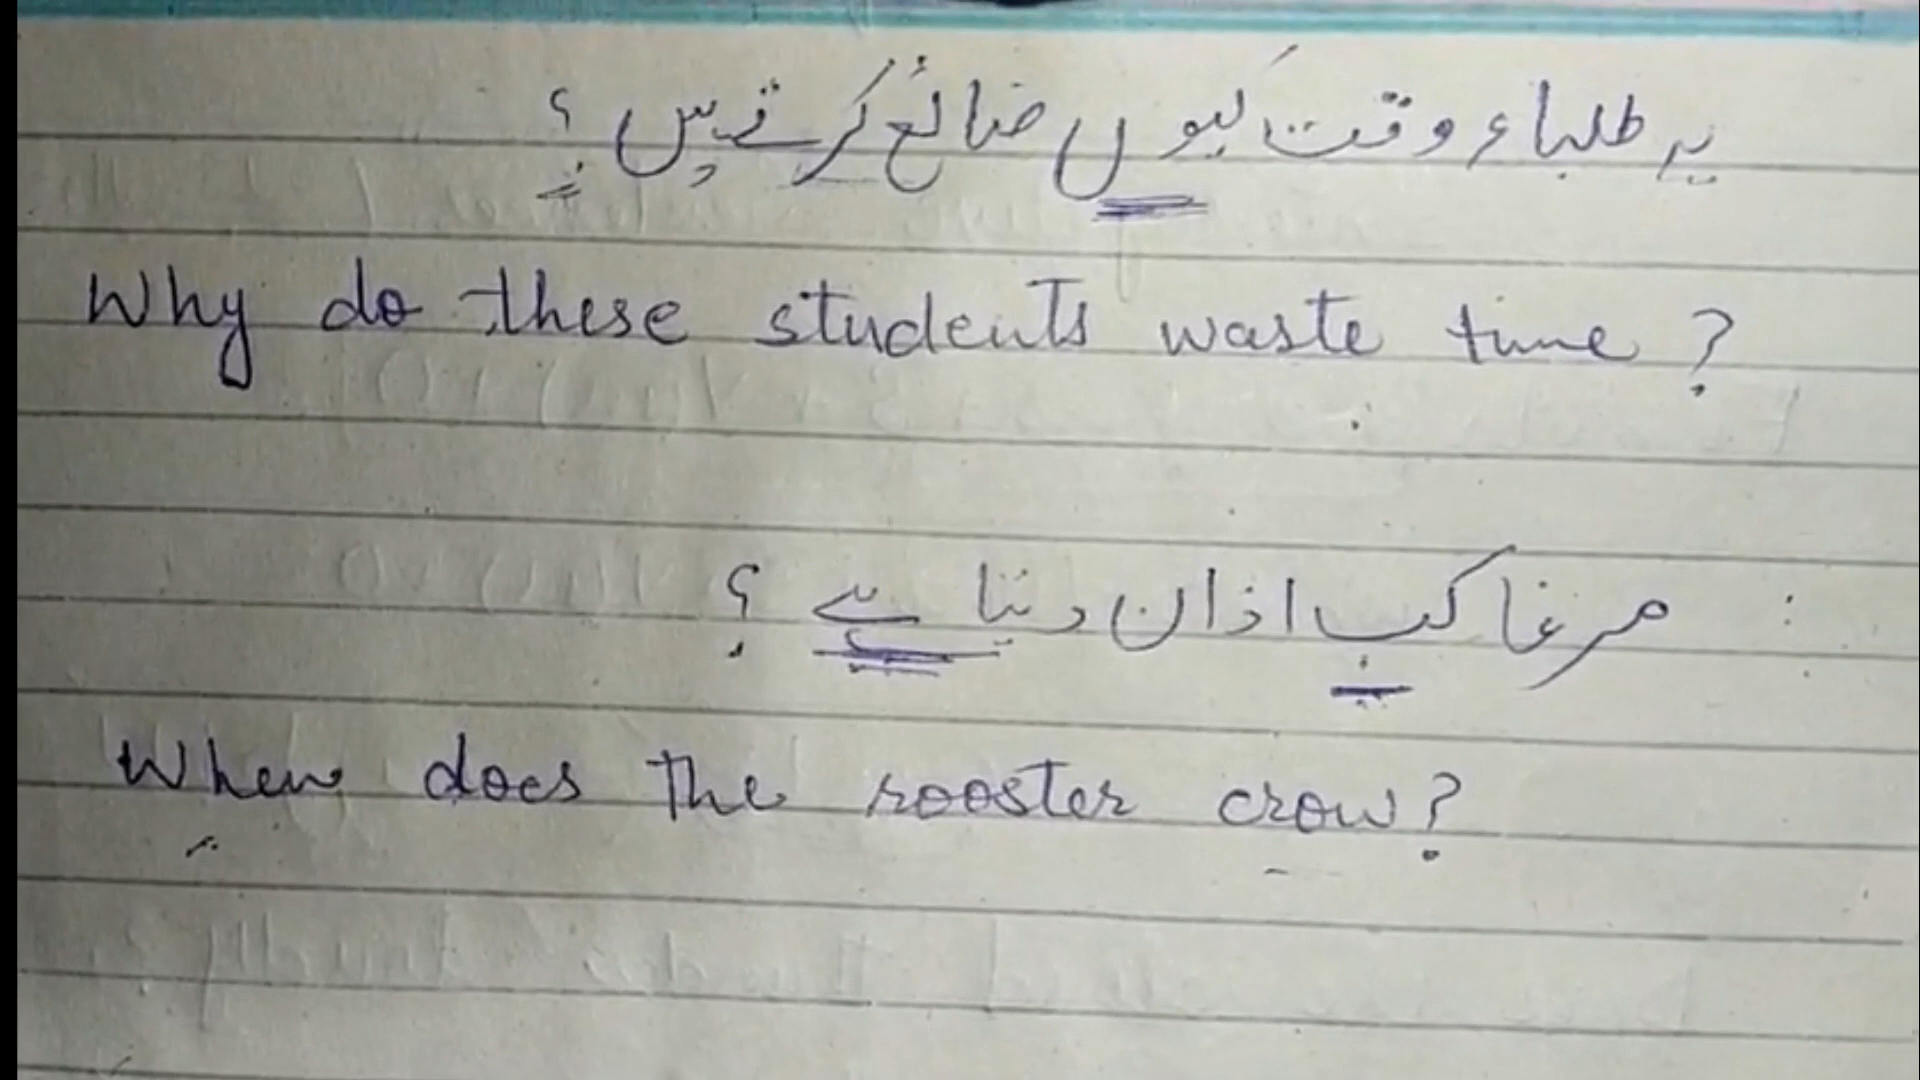 یہ طلباء وقت کیوں ضائع کرتے ہیں ؟
Why do these students waste time ?
مرغا کب اذان دیتا ہے ؟
When does the rooster crow?